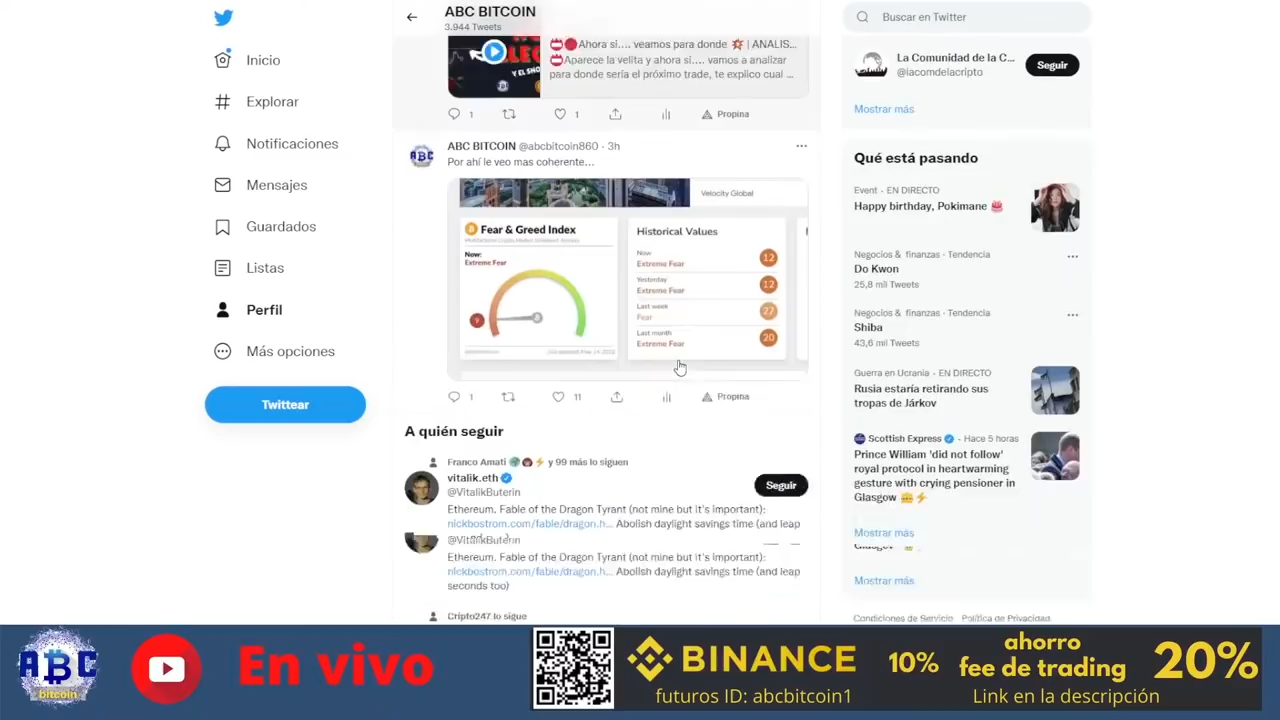 Inicio
Explorar
Notificaciones
Mensajes
Guardados
Listas
Perfil
Más opciones
Twittear
ABC BITCOIN
3.944 Tweets
Ahora sí.... veamos para donde | ANALIS...
Aparece la velita y ahora sí.... vamos a analizar
para donde sería el próximo trade, te explico cual ...
1
1
Propina
ABC BITCOIN @abcbitcoin860 · 3h
Por ahí le veo mas coherente...
Velocity Global
Fear & Greed Index
Now:
Extreme Fear
9
Historical Values
Now
Extreme Fear
12
Yesterday
Extreme Fear
12
Last week
Fear
27
Last month
Extreme Fear
20
1
11
Propina
A quién seguir
Franco Amati y 99 más lo siguen
vitalik.eth
@VitalikButerin
Seguir
Ethereum. Fable of the Dragon Tyrant (not mine but it's important):
nickbostrom.com/fable/dragon.h... Abolish daylight savings time (and leap
@VitalikButerin
Ethereum. Fable of the Dragon Tyrant (not mine but it's important):
nickbostrom.com/fable/dragon.h... Abolish daylight savings time (and leap
seconds too)
Cripto247 lo sigue
Buscar en Twitter
La Comunidad de la C...
@lacomdelacripto
Seguir
Mostrar más
Qué está pasando
Event · EN DIRECTO
Happy birthday, Pokimane
Negocios & finanzas · Tendencia
Do Kwon
25,8 mil Tweets
Negocios & finanzas · Tendencia
Shiba
43,6 mil Tweets
Guerra en Ucrania · EN DIRECTO
Rusia estaría retirando sus
tropas de Járkov
Scottish Express · Hace 5 horas
Prince William 'did not follow'
royal protocol in heartwarming
gesture with crying pensioner in
Glasgow
Mostrar más
Mostrar más
Condiciones de Servicio Política de Privacidad
ABC
bitcoin
En vivo
BINANCE
futuros ID: abcbitcoin1
10%
ahorro
fee de trading
20%
Link en la descripción